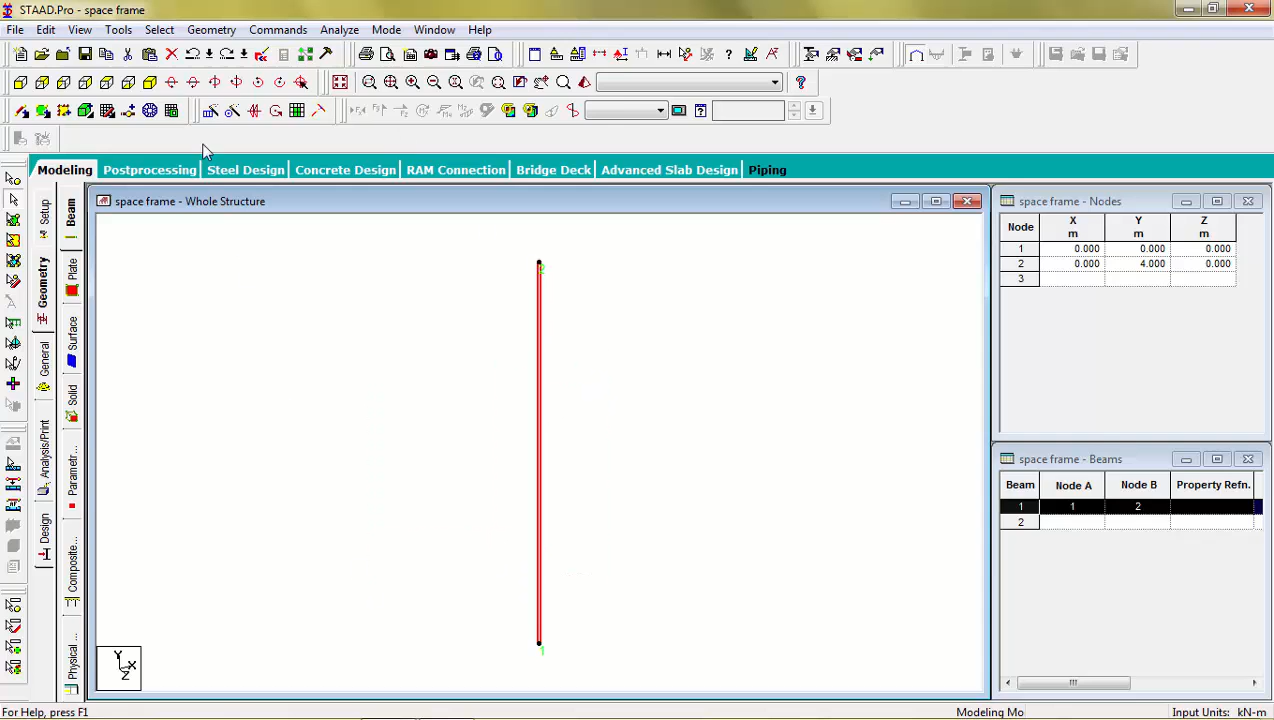 STAAD.Pro - space frame
File Edit View Tools Select Geometry Commands Analyze Mode Window Help
Modeling Postprocessing Steel Design Concrete Design RAM Connection Bridge Deck Advanced Slab Design Piping
Setup
Geometry
General
Analysis/Print
Design
Beam
Plate
Surface
Solid
Parametr...
Composite...
Physical ...
space frame - Whole Structure
2
1
Y
X
Z
space frame - Nodes
Node X m Y m Z m
1 0.000 0.000 0.000
2 0.000 4.000 0.000
3
space frame - Beams
Beam Node A Node B Property Refn.
1 1 2
2
For Help, press F1 Modeling Mo Input Units: kN-m